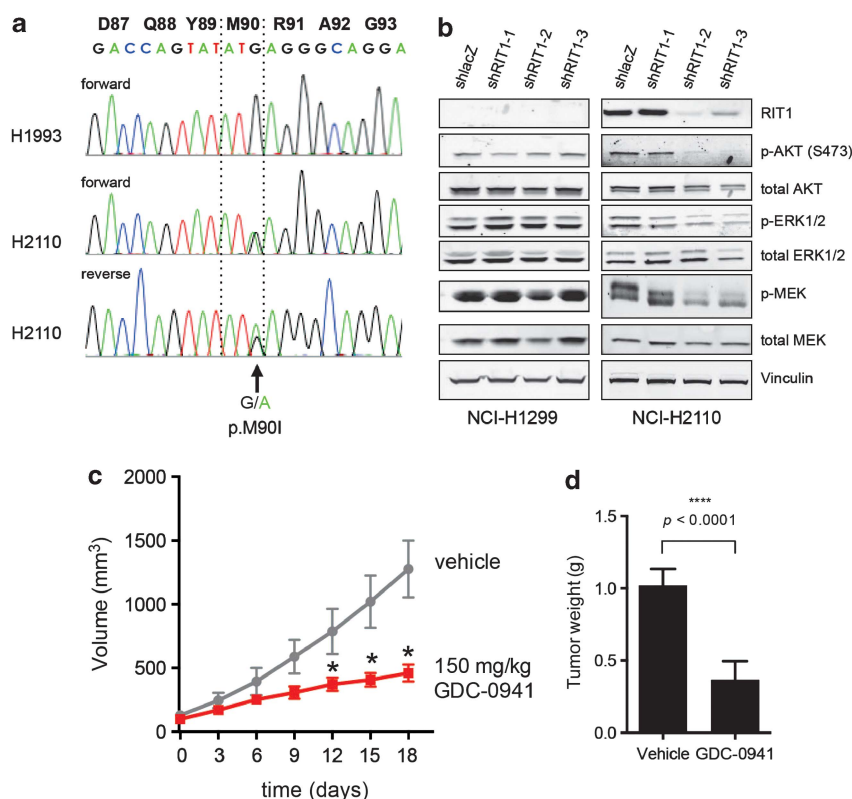 a
D87 Q88 Y89 M90 R91 A92 G93
GACCAGTATATGAGGGCAGGA
forward
H1993
forward
H2110
reverse
H2110
G/A
p.M90I
b
shlacZ shRIT1-1 shRIT1-2 shRIT1-3
shlacZ shRIT1-1 shRIT1-2 shRIT1-3
RIT1
p-AKT (S473)
total AKT
p-ERK1/2
total ERK1/2
p-MEK
total MEK
Vinculin
NCI-H1299
NCI-H2110
c
2000
1500
1000
500
0
Volume (mm³)
0 3 6 9 12 15 18
time (days)
vehicle
* * *
150 mg/kg
GDC-0941
d
****
p < 0.0001
1.5
1.0
0.5
0.0
Tumor weight (g)
Vehicle GDC-0941